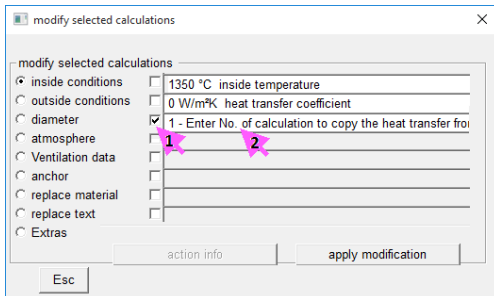 modify selected calculations
modify selected calculations
inside conditions 1350 °C inside temperature
outside conditions 0 W/m²K heat transfer coefficient
diameter 1 - Enter No. of calculation to copy the heat transfer fro
atmosphere 1 2
Ventilation data
anchor
replace material
replace text
Extras
action info apply modification
Esc